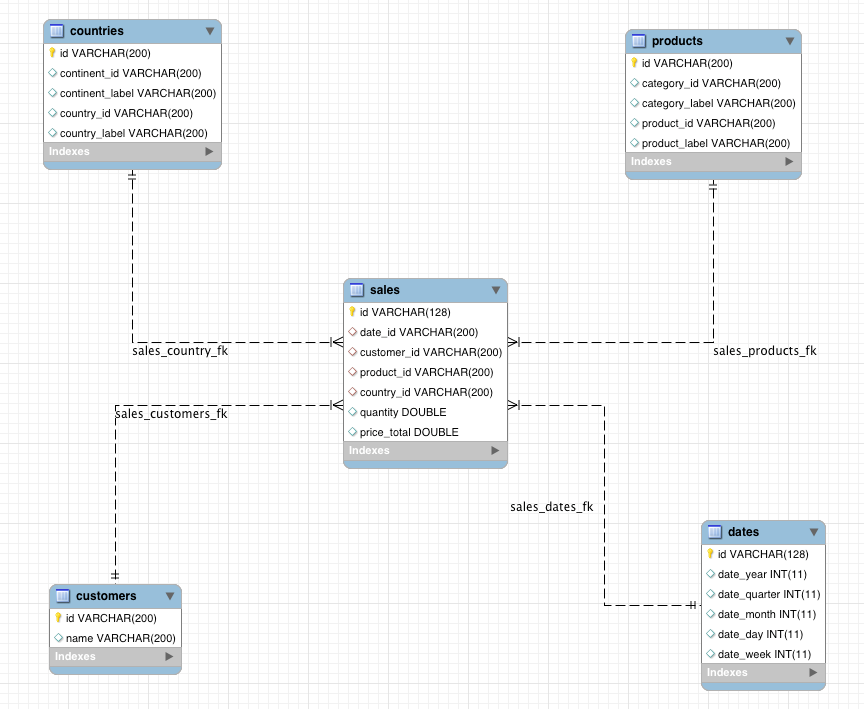 countries
id VARCHAR(200)
continent_id VARCHAR(200)
continent_label VARCHAR(200)
country_id VARCHAR(200)
country_label VARCHAR(200)
Indexes
products
id VARCHAR(200)
category_id VARCHAR(200)
category_label VARCHAR(200)
product_id VARCHAR(200)
product_label VARCHAR(200)
Indexes
sales
id VARCHAR(128)
date_id VARCHAR(200)
customer_id VARCHAR(200)
product_id VARCHAR(200)
country_id VARCHAR(200)
quantity DOUBLE
price_total DOUBLE
Indexes
sales_country_fk
sales_products_fk
sales_customers_fk
sales_dates_fk
customers
id VARCHAR(200)
name VARCHAR(200)
Indexes
dates
id VARCHAR(128)
date_year INT(11)
date_quarter INT(11)
date_month INT(11)
date_day INT(11)
date_week INT(11)
Indexes